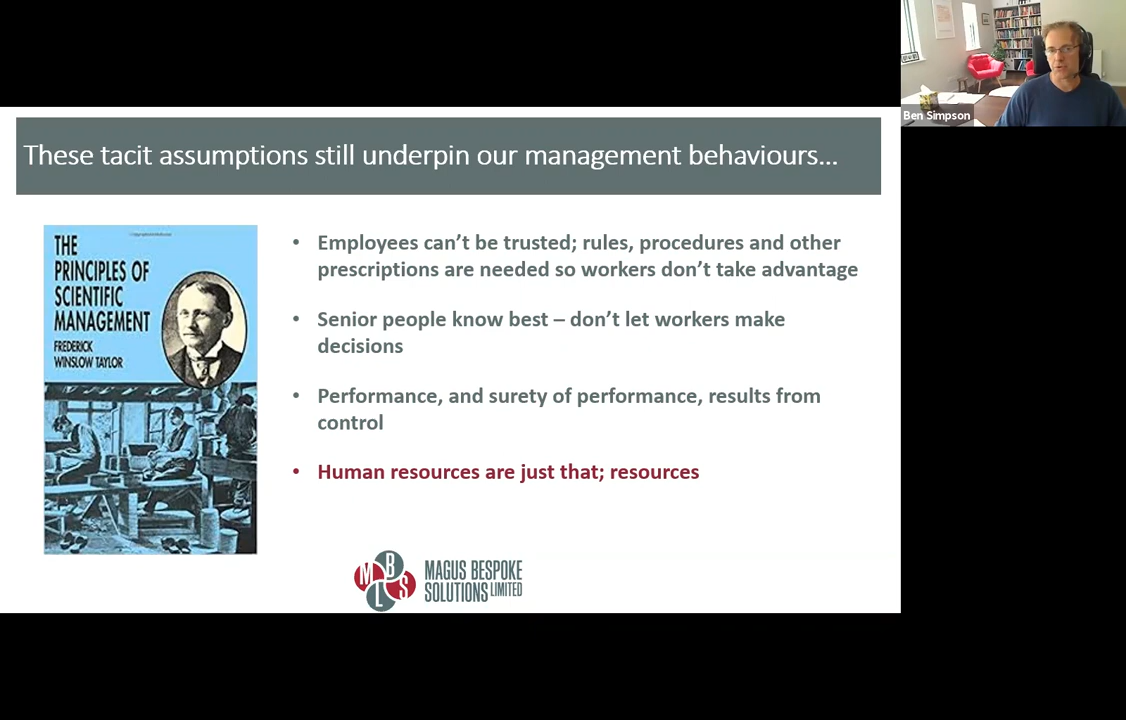 Ben Simpson
These tacit assumptions still underpin our management behaviours...
THE
PRINCIPLES OF
SCIENTIFIC
MANAGEMENT
FREDERICK
WINSLOW TAYLOR
• Employees can't be trusted; rules, procedures and other
prescriptions are needed so workers don't take advantage
• Senior people know best – don't let workers make
decisions
• Performance, and surety of performance, results from
control
• Human resources are just that; resources
M B L S
MAGUS BESPOKE
SOLUTIONS LIMITED